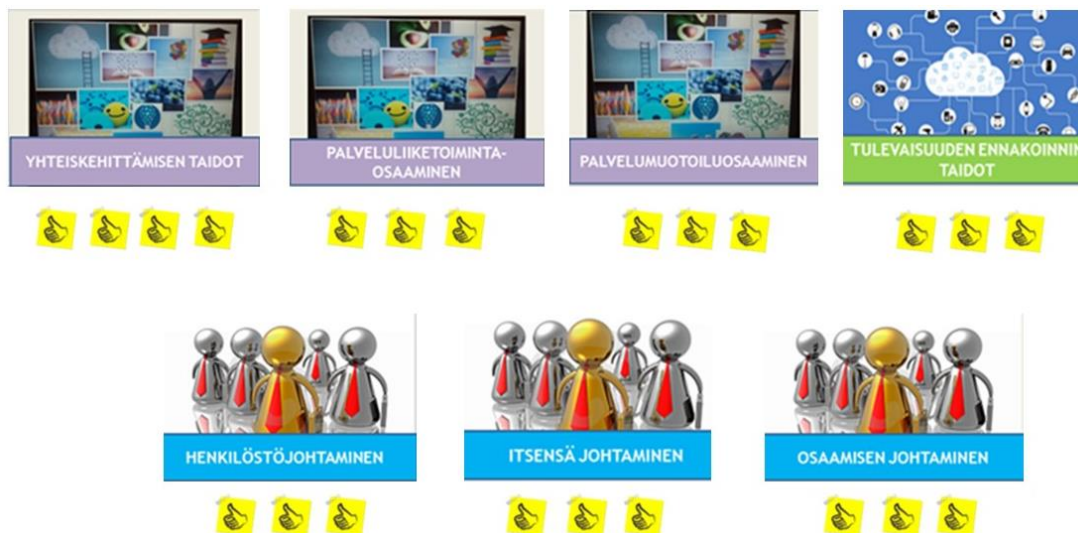 YHTEISKEHITTÄMISEN TAIDOT
PALVELULIIKETOIMINTA-
OSAAMINEN
PALVELUMUOTOILUOSAAMINEN
TULEVAISUUDEN ENNAKOINNIN
TAIDOT
HENKILÖSTÖJOHTAMINEN
ITSENSÄ JOHTAMINEN
OSAAMISEN JOHTAMINEN